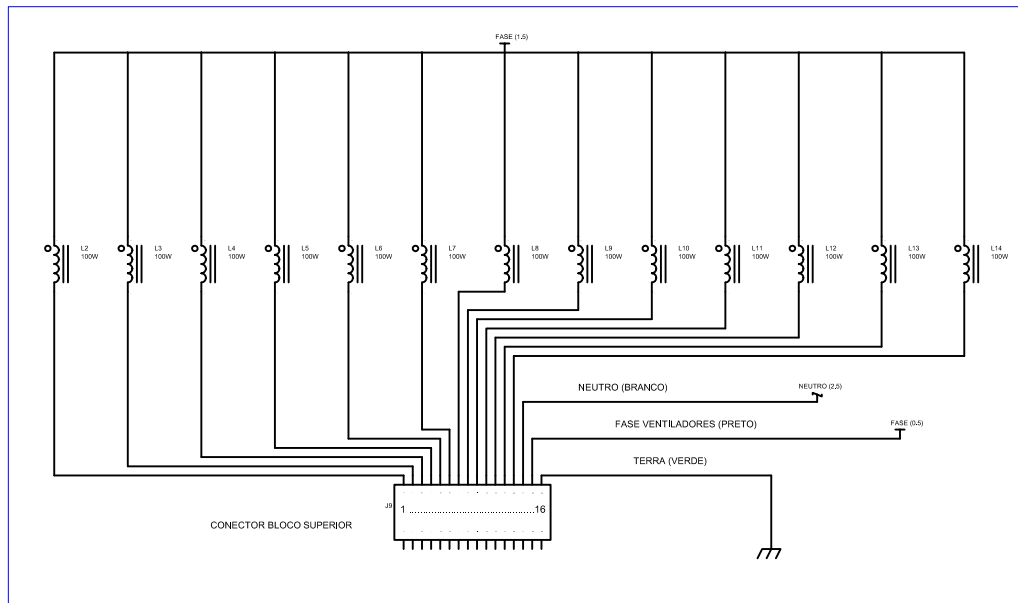 FASE (1.5)
L2
100W
L3
100W
L4
100W
L5
100W
L6
100W
L7
100W
L8
100W
L9
100W
L10
100W
L11
100W
L12
100W
L13
100W
L14
100W
NEUTRO (BRANCO)
NEUTRO (2,5)
FASE VENTILADORES (PRETO)
FASE (0.5)
TERRA (VERDE)
J9
1 ................................................ 16
CONECTOR BLOCO SUPERIOR